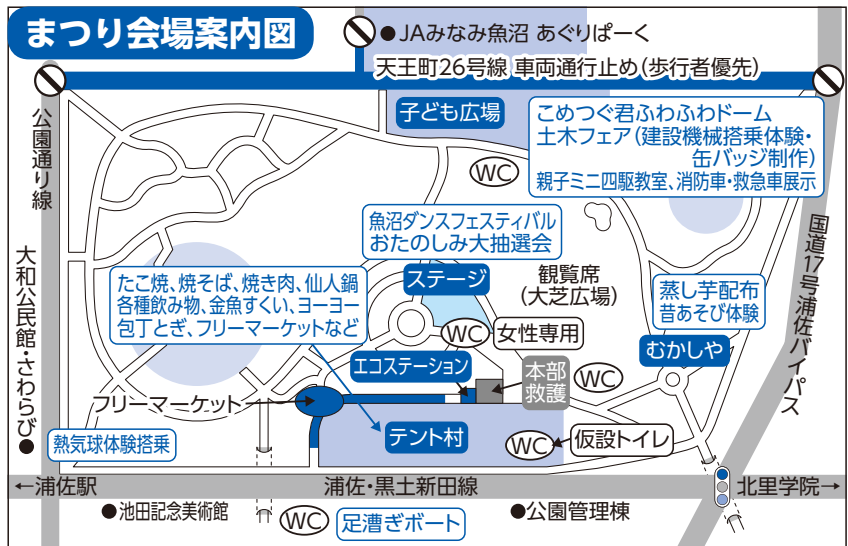 まつり会場案内図
●JAみなみ魚沼 あぐりぱーく
天王町26号線 車両通行止め(歩行者優先)
子ども広場
こめつぐ君ふわふわドーム
土木フェア(建設機械搭乗体験・
缶バッジ制作)
親子ミニ四駆教室、消防車・救急車展示
公園通り線
WC
魚沼ダンスフェスティバル
おたのしみ大抽選会
ステージ
観覧席
(大芝広場)
国道17号浦佐バイパス
大和公民館・さわらび●
たこ焼、焼そば、焼き肉、仙人鍋
各種飲み物、金魚すくい、ヨーヨー
包丁とぎ、フリーマーケットなど
蒸し芋配布
昔あそび体験
むかしや
WC
女性専用
エコステーション
本部
救護
WC
フリーマーケット
テント村
WC
仮設トイレ
熱気球体験搭乗
←浦佐駅
浦佐・黒土新田線
北里学院→
●池田記念美術館
WC
足漕ぎボート
●公園管理棟